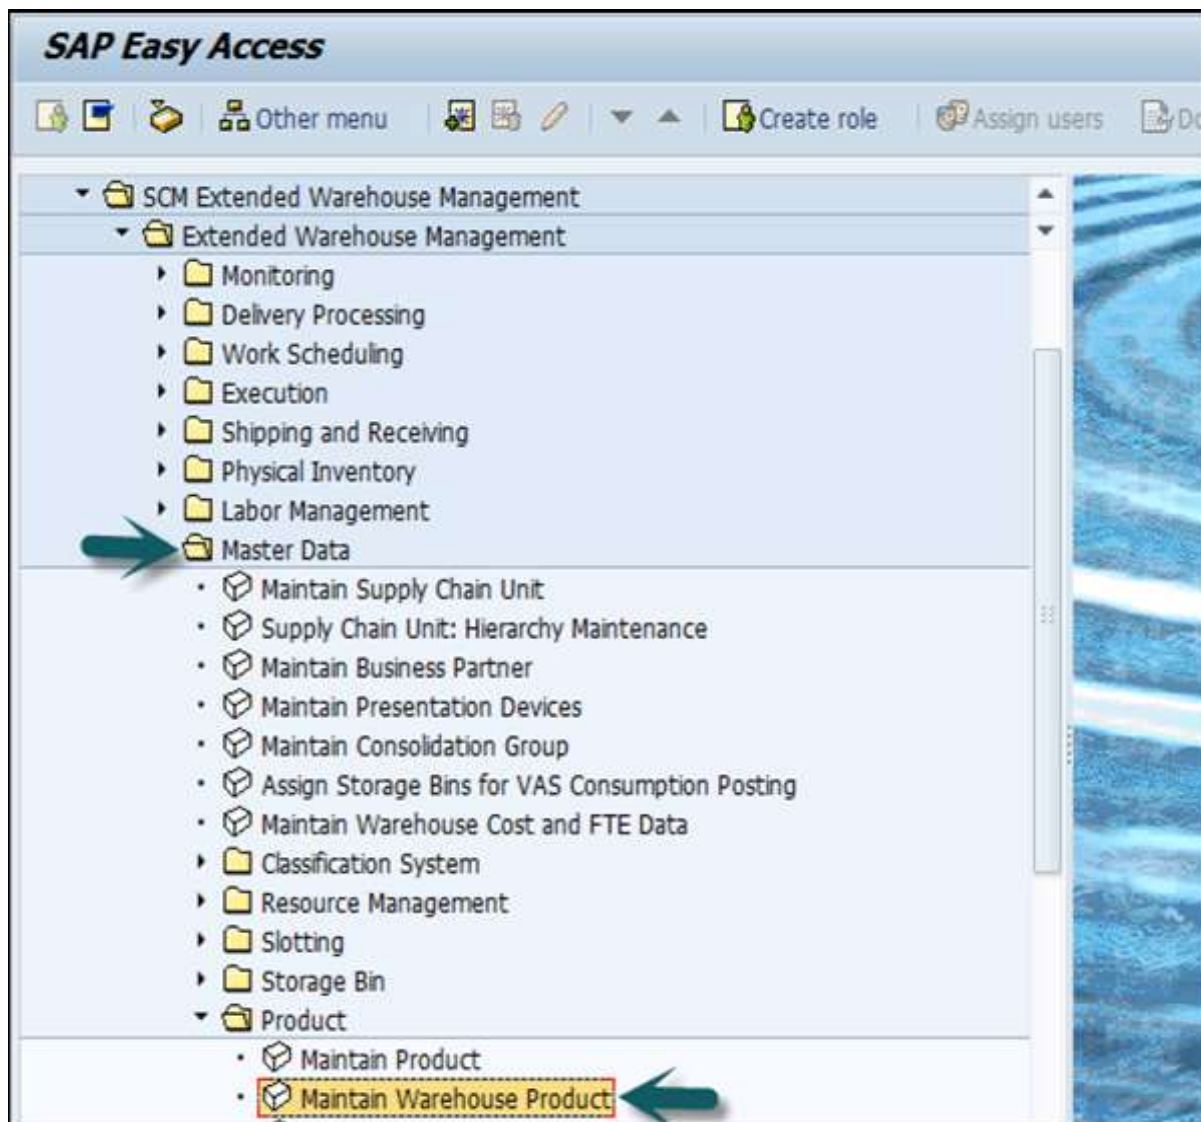 SAP Easy Access
Other menu Create role Assign users
SCM Extended Warehouse Management
Extended Warehouse Management
Monitoring
Delivery Processing
Work Scheduling
Execution
Shipping and Receiving
Physical Inventory
Labor Management
Master Data
Maintain Supply Chain Unit
Supply Chain Unit: Hierarchy Maintenance
Maintain Business Partner
Maintain Presentation Devices
Maintain Consolidation Group
Assign Storage Bins for VAS Consumption Posting
Maintain Warehouse Cost and FTE Data
Classification System
Resource Management
Slotting
Storage Bin
Product
Maintain Product
Maintain Warehouse Product